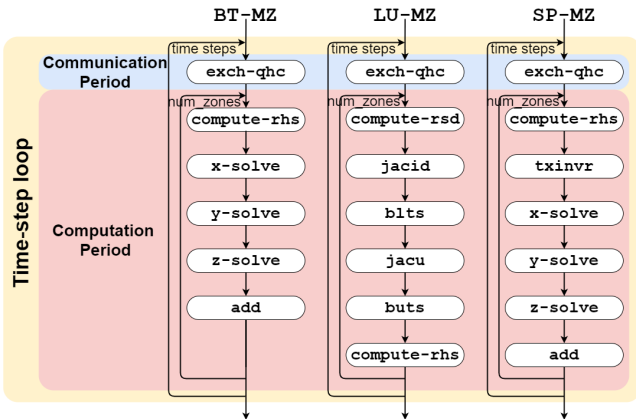 BT-MZ LU-MZ SP-MZ
time steps time steps time steps
Communication
Period
exch-qhc exch-qhc exch-qhc
num_zones num_zones num_zones
compute-rhs compute-rsd compute-rhs
x-solve jacid txinvr
Time-step loop
Computation
Period
y-solve blts x-solve
z-solve jacu y-solve
add buts z-solve
compute-rhs add